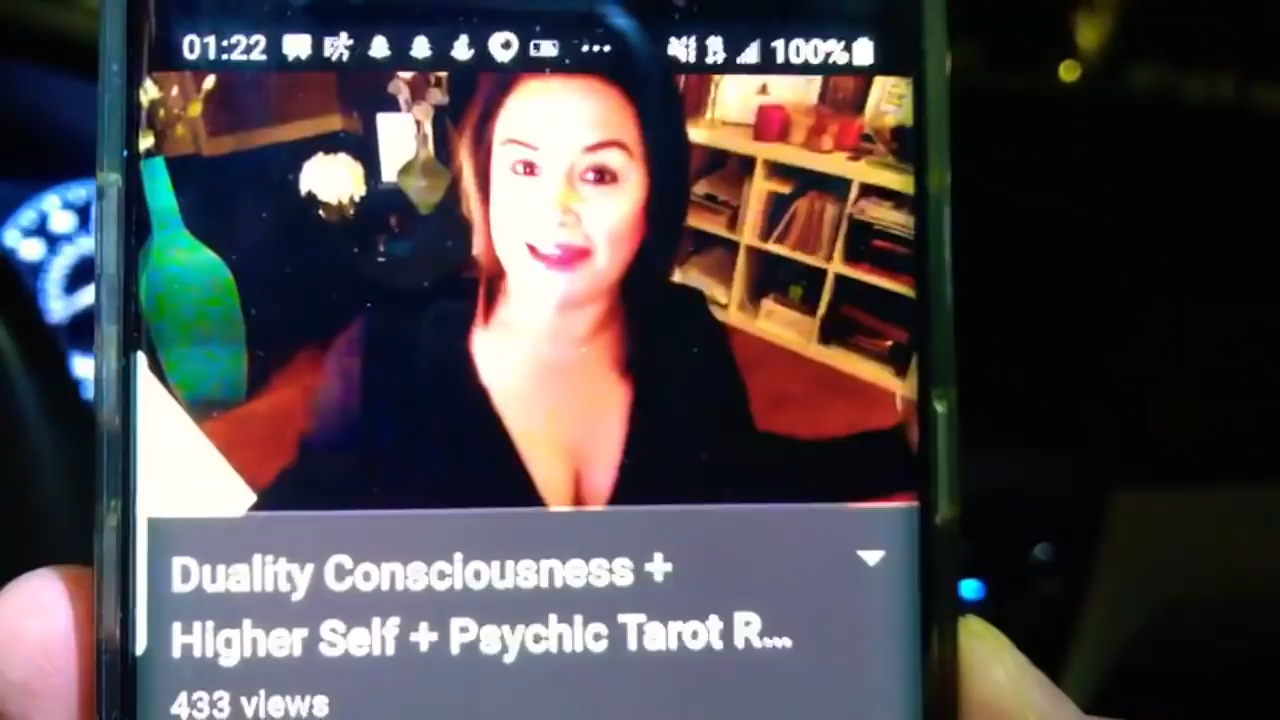 01:22 100%
Duality Consciousness +
Higher Self + Psychic Tarot R...
433 views